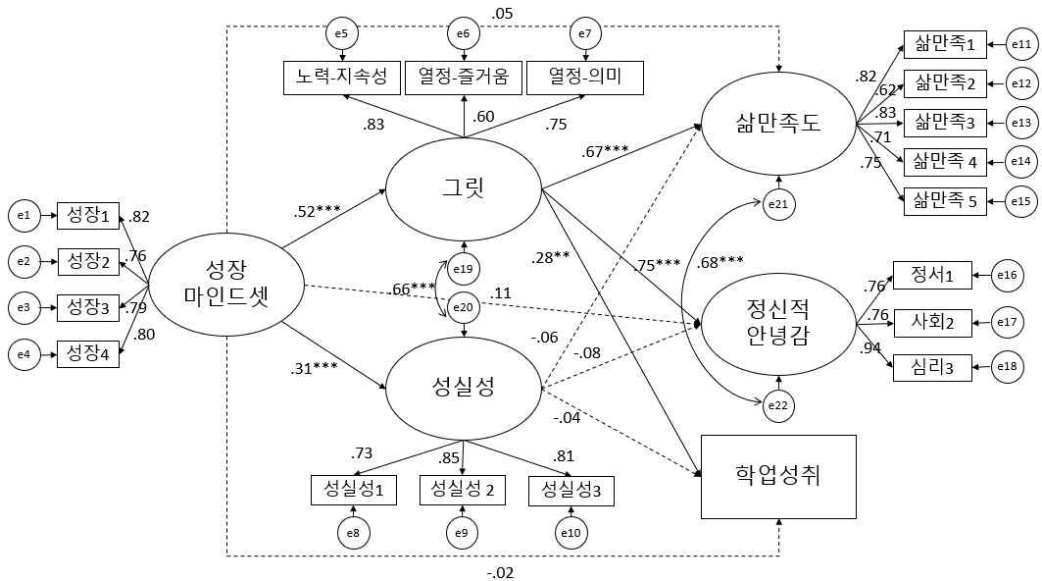 .05
e5
e6
e7
노력-지속성
열정-즐거움
열정-의미
.83
.60
.75
그릿
삶만족도
삶만족1
e11
삶만족2
e12
삶만족3
e13
삶만족 4
e14
삶만족 5
e15
.82
.62
.83
.71
.75
e1
성장1
.82
e2
성장2
.76
e3
성장3
.79
e4
성장4
.80
성장
마인드셋
.52***
.31***
.67***
.28**
.75***
.68***
e21
e19
.66***
e20
.11
-.06
-.08
-.04
정신적
안녕감
정서1
e16
.76
사회2
e17
.76
심리3
e18
.94
e22
성실성
.73
.85
.81
성실성1
성실성 2
성실성3
e8
e9
e10
학업성취
-.02